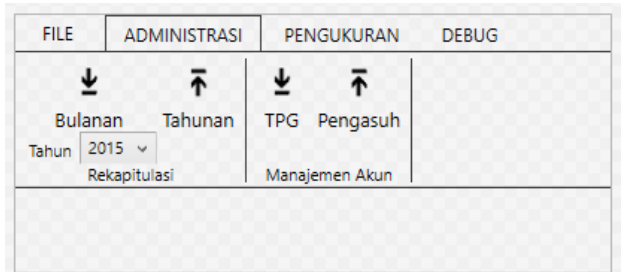 FILE ADMINISTRASI PENGUKURAN DEBUG
Bulanan Tahunan TPG Pengasuh
Tahun 2015
Rekapitulasi Manajemen Akun